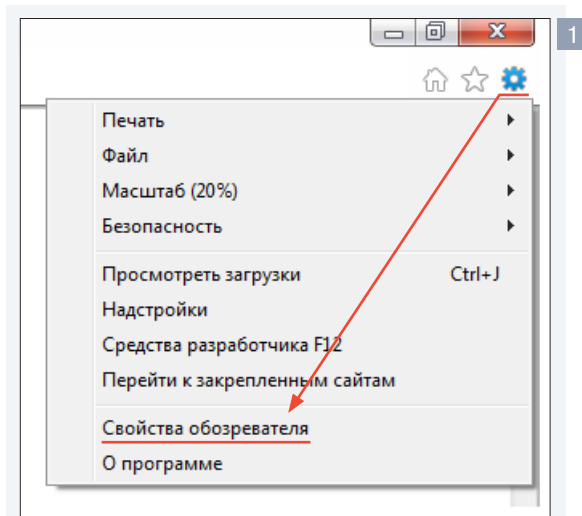 1
Печать
Файл
Масштаб (20%)
Безопасность
Просмотреть загрузки Ctrl+J
Надстройки
Средства разработчика F12
Перейти к закрепленным сайтам
Свойства обозревателя
О программе